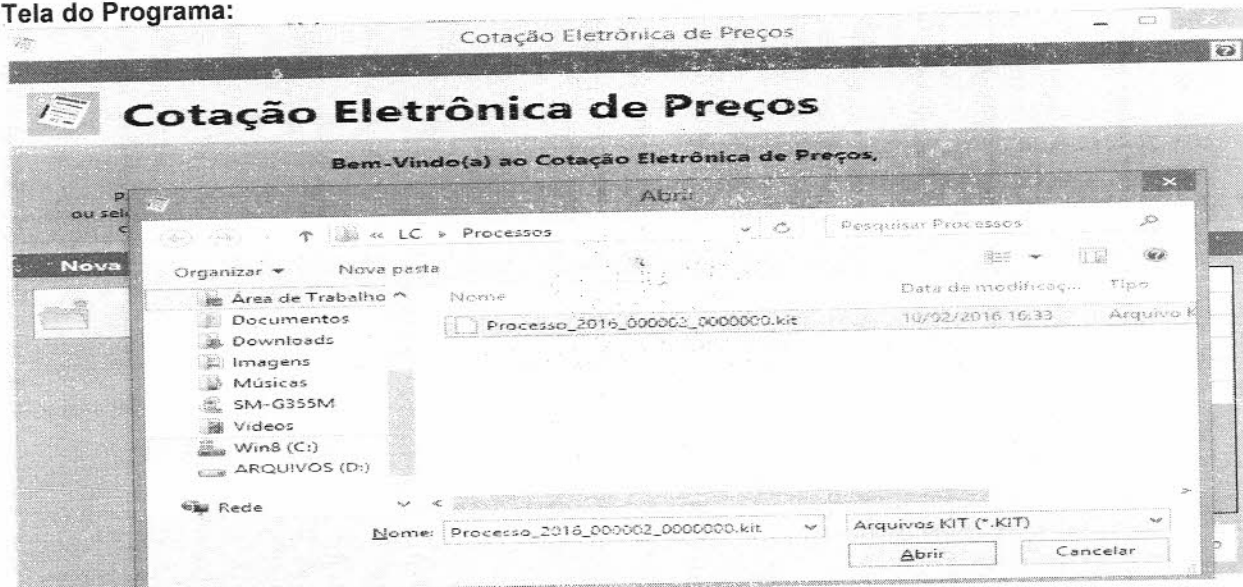 Tela do Programa:
Cotação Eletrônica de Preços
Cotação Eletrônica de Preços
Bem-Vindo(a) ao Cotação Eletrônica de Preços,
ou sel
Abrir
« LC Processos
Pesquisar Processos
Nova
Organizar Nova pasta
Nome Data de modificaç... Tipo
Processo_2016_000002_0000000.kit 10/02/2016 16:33 Arquivo K
Área de Trabalho
Documentos
Downloads
Imagens
Músicas
SM-G355M
Vídeos
Win8 (C:)
ARQUIVOS (D:)
Rede
Nome: Processo_2016_000002_0000000.kit Arquivos KIT (*.KIT)
Abrir Cancelar